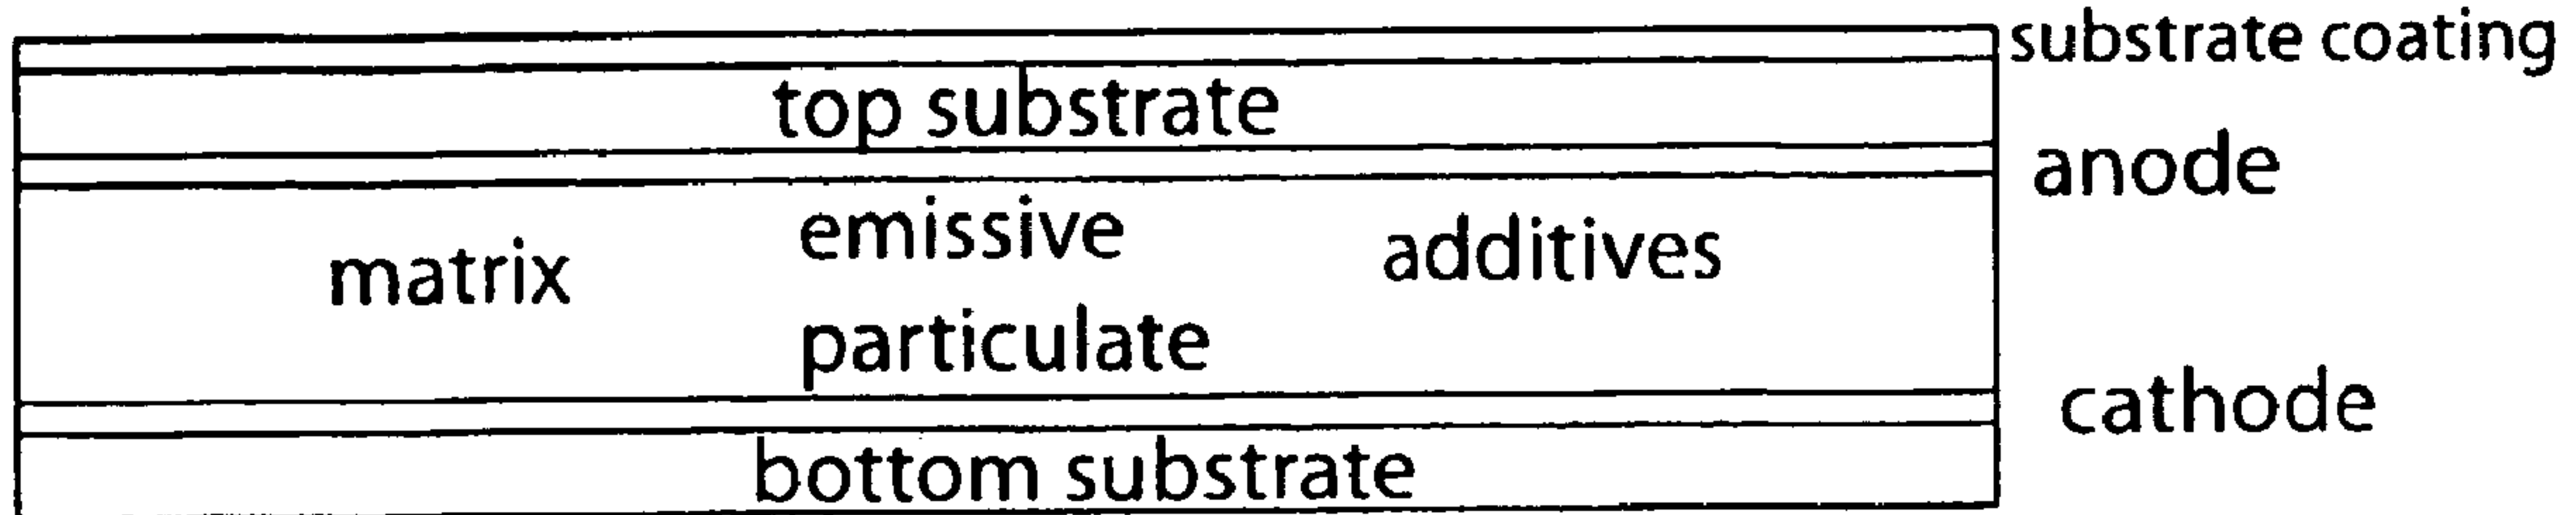 substrate coating
top substrate
anode
emissive
additives
matrix
particulate
cathode
bottom substrate